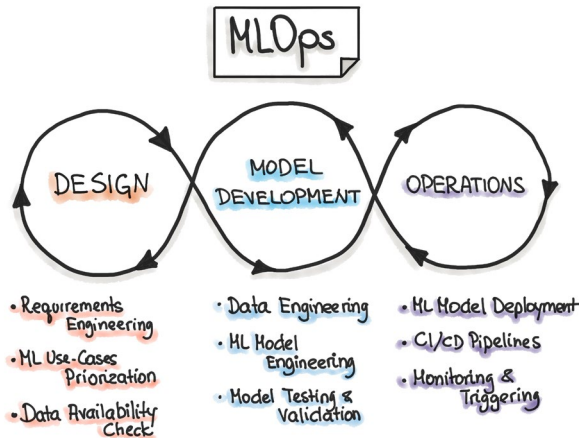 MLOps
DESIGN
MODEL
DEVELOPMENT
OPERATIONS
• Requirements
Engineering
• ML Use-Cases
Priorization
• Data Availability
Check
• Data Engineering
• ML Model
Engineering
• Model Testing &
Validation
• ML Model Deployment
• CI/CD Pipelines
• Monitoring &
Triggering